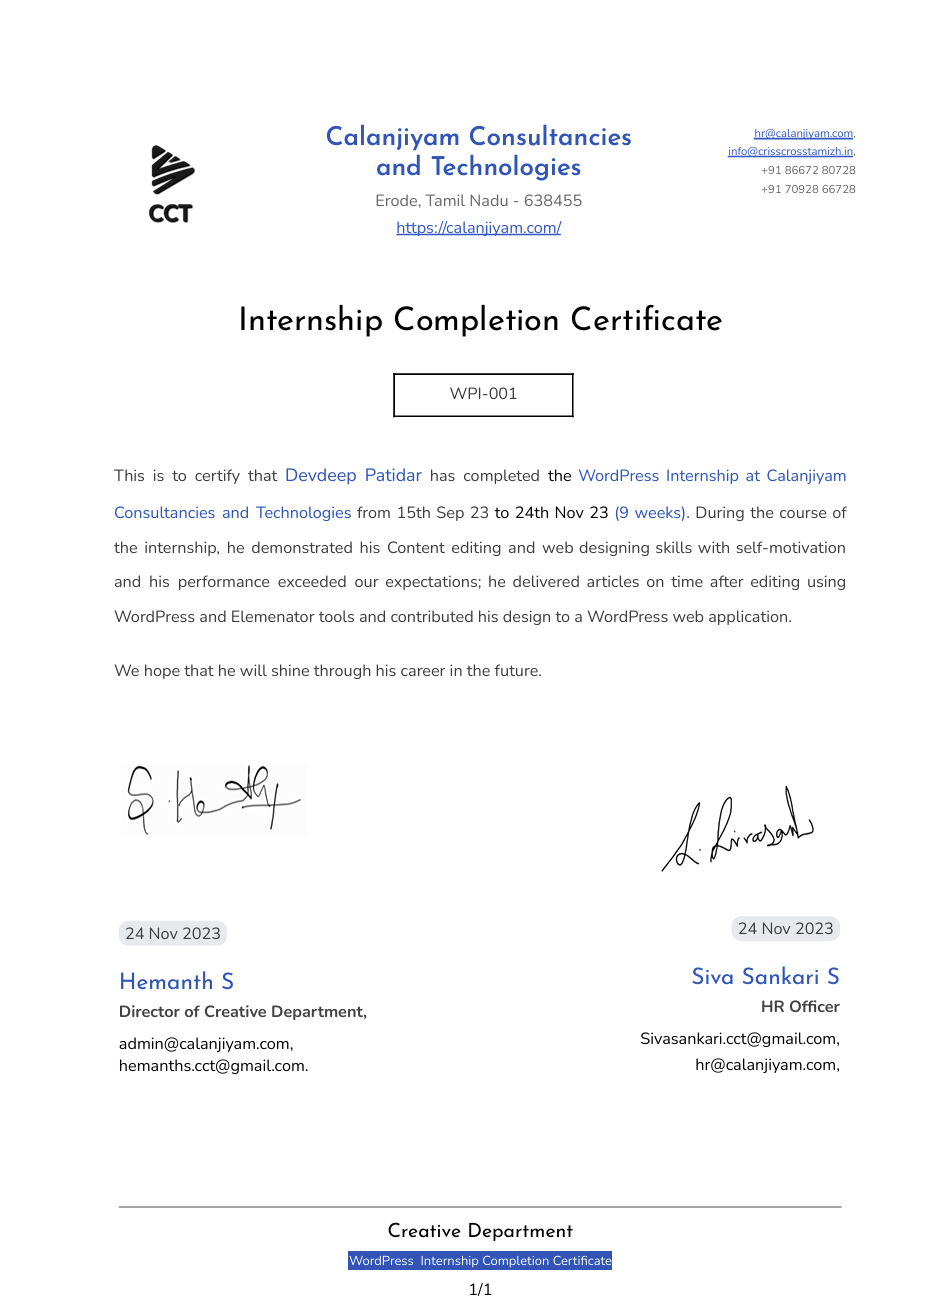 CCT
Calanjiyam Consultancies
and Technologies
Erode, Tamil Nadu - 638455
https://calanjiyam.com/
hr@calanjiyam.com,
info@crisscrosstamizh.in,
+91 86672 80728
+91 70928 66728
Internship Completion Certificate
WPI-001
This is to certify that Devdeep Patidar has completed the WordPress Internship at Calanjiyam
Consultancies and Technologies from 15th Sep 23 to 24th Nov 23 (9 weeks). During the course of
the internship, he demonstrated his Content editing and web designing skills with self-motivation
and his performance exceeded our expectations; he delivered articles on time after editing using
WordPress and Elemenator tools and contributed his design to a WordPress web application.
We hope that he will shine through his career in the future.
24 Nov 2023
Hemanth S
Director of Creative Department,
admin@calanjiyam.com,
hemanths.cct@gmail.com.
24 Nov 2023
Siva Sankari S
HR Officer
Sivasankari.cct@gmail.com,
hr@calanjiyam.com,
Creative Department
WordPress  Internship Completion Certificate
1/1